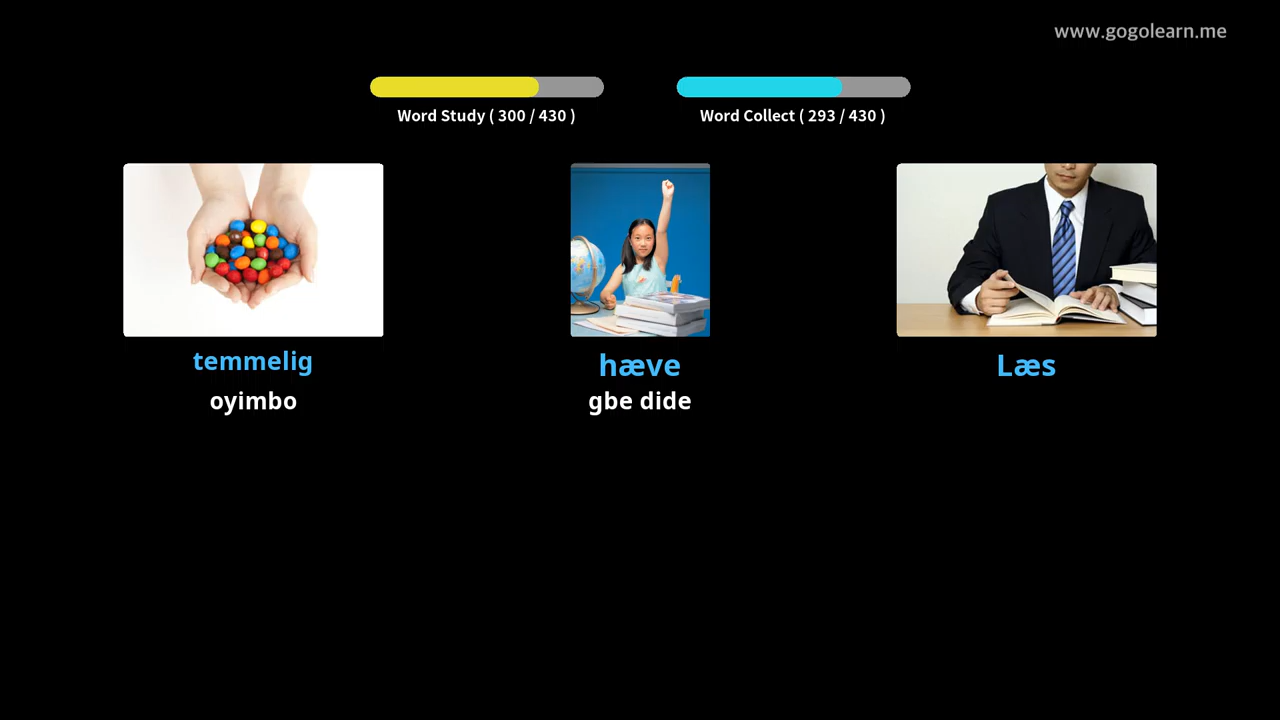 www.gogolearn.me
Word Study ( 300 / 430 )
Word Collect ( 293 / 430 )
temmelig
hæve
Læs
oyimbo
gbe dide